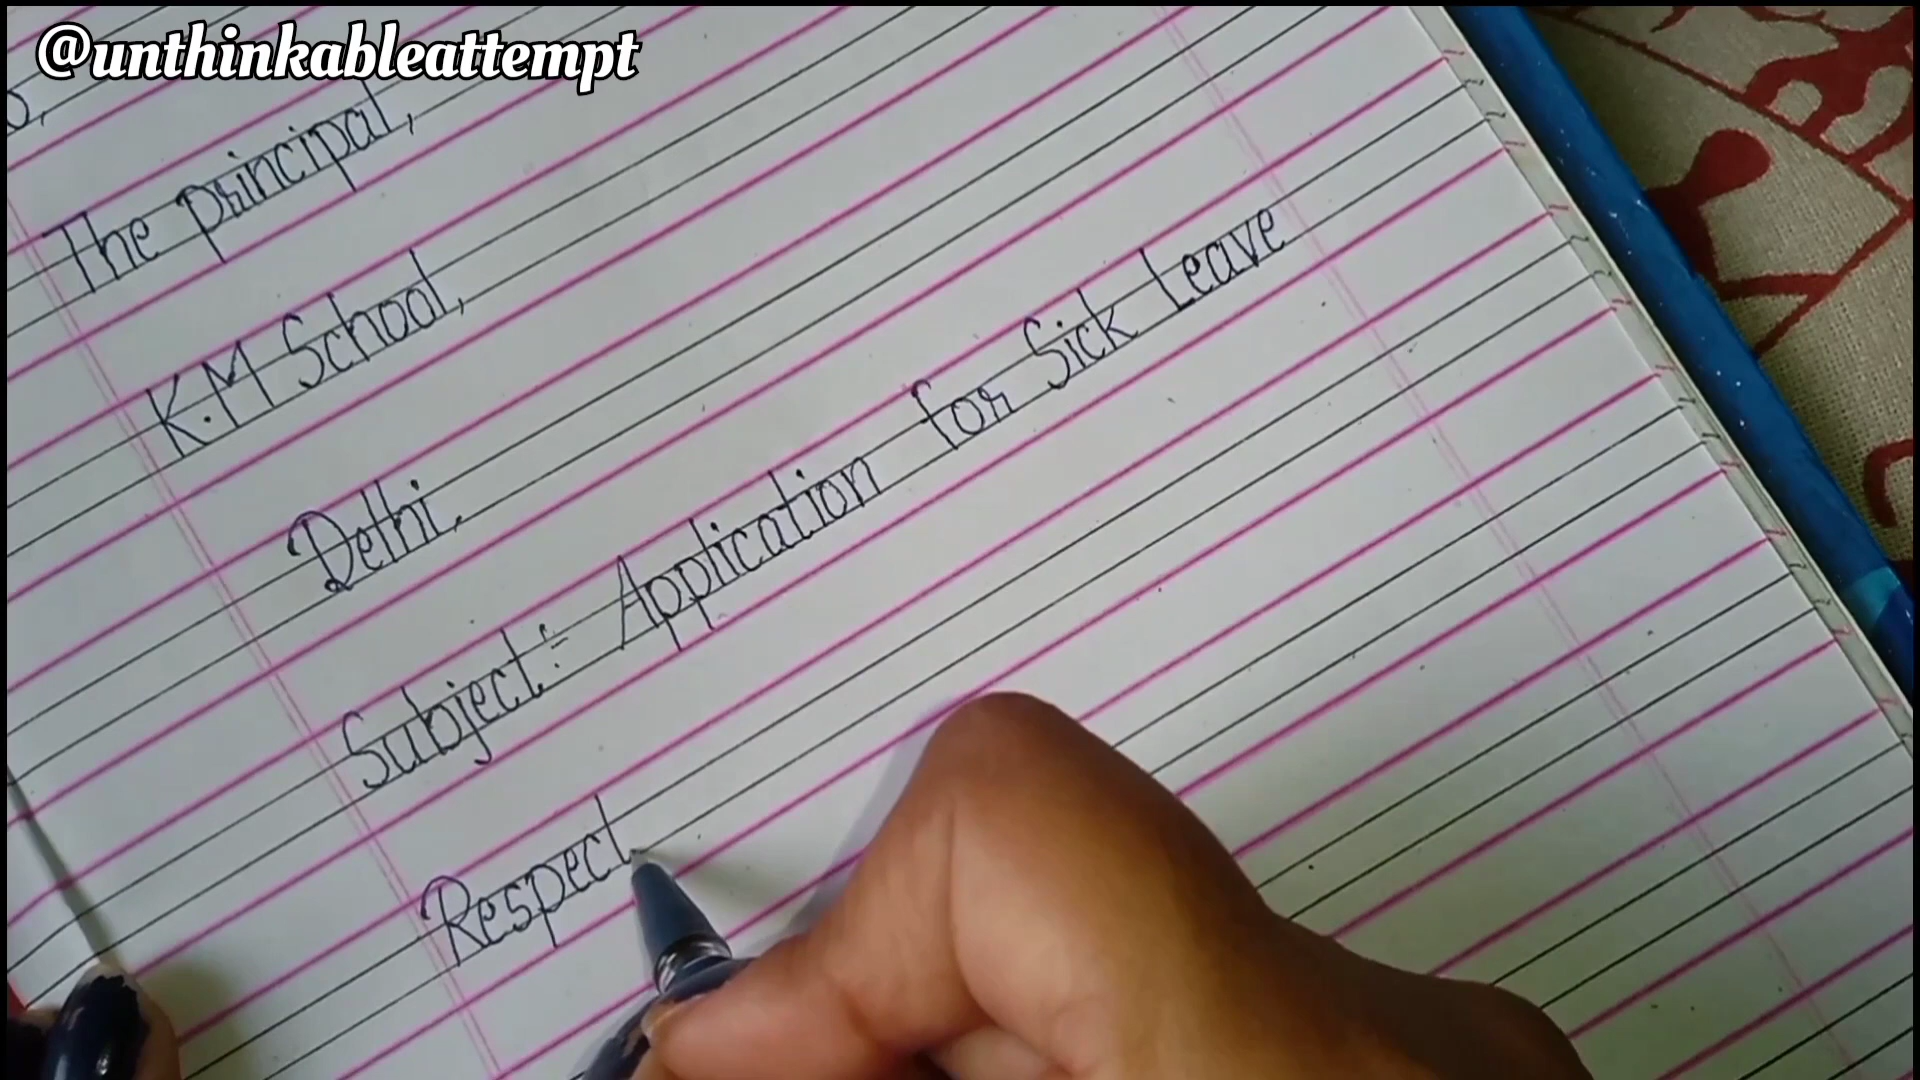 @unthinkableattempt
The principal,
K.M School,
Delhi,
Subject:- Application for Sick Leave
Respect